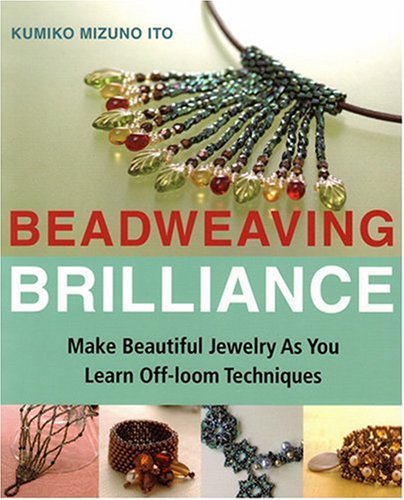 KUMIKO MIZUNO ITO
BEADWEAVING
BRILLIANCE
Make Beautiful Jewelry As You
Learn Off-loom Techniques